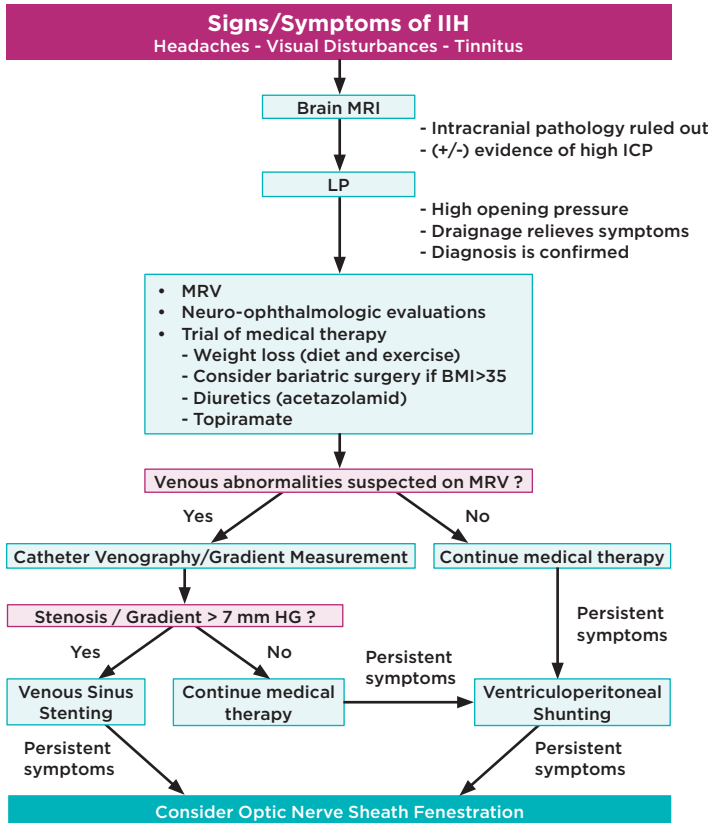 Signs/Symptoms of IIH
Headaches - Visual Disturbances - Tinnitus
Brain MRI
- Intracranial pathology ruled out
- (+/-) evidence of high ICP
LP
- High opening pressure
- Draignage relieves symptoms
- Diagnosis is confirmed
• MRV
• Neuro-ophthalmologic evaluations
• Trial of medical therapy
- Weight loss (diet and exercise)
- Consider bariatric surgery if BMI>35
- Diuretics (acetazolamid)
- Topiramate
Venous abnormalities suspected on MRV ?
Yes
No
Catheter Venography/Gradient Measurement
Continue medical therapy
Stenosis / Gradient > 7 mm HG ?
Persistent
symptoms
Yes
No
Persistent
symptoms
Venous Sinus
Stenting
Continue medical
therapy
Ventriculoperitoneal
Shunting
Persistent
symptoms
Persistent
symptoms
Consider Optic Nerve Sheath Fenestration